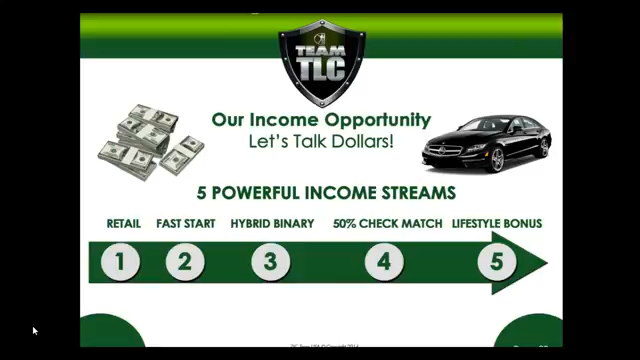 TEAM
TLC
Our Income Opportunity
Let's Talk Dollars!
5 POWERFUL INCOME STREAMS
RETAIL FAST START HYBRID BINARY 50% CHECK MATCH LIFESTYLE BONUS
1 2 3 4 5